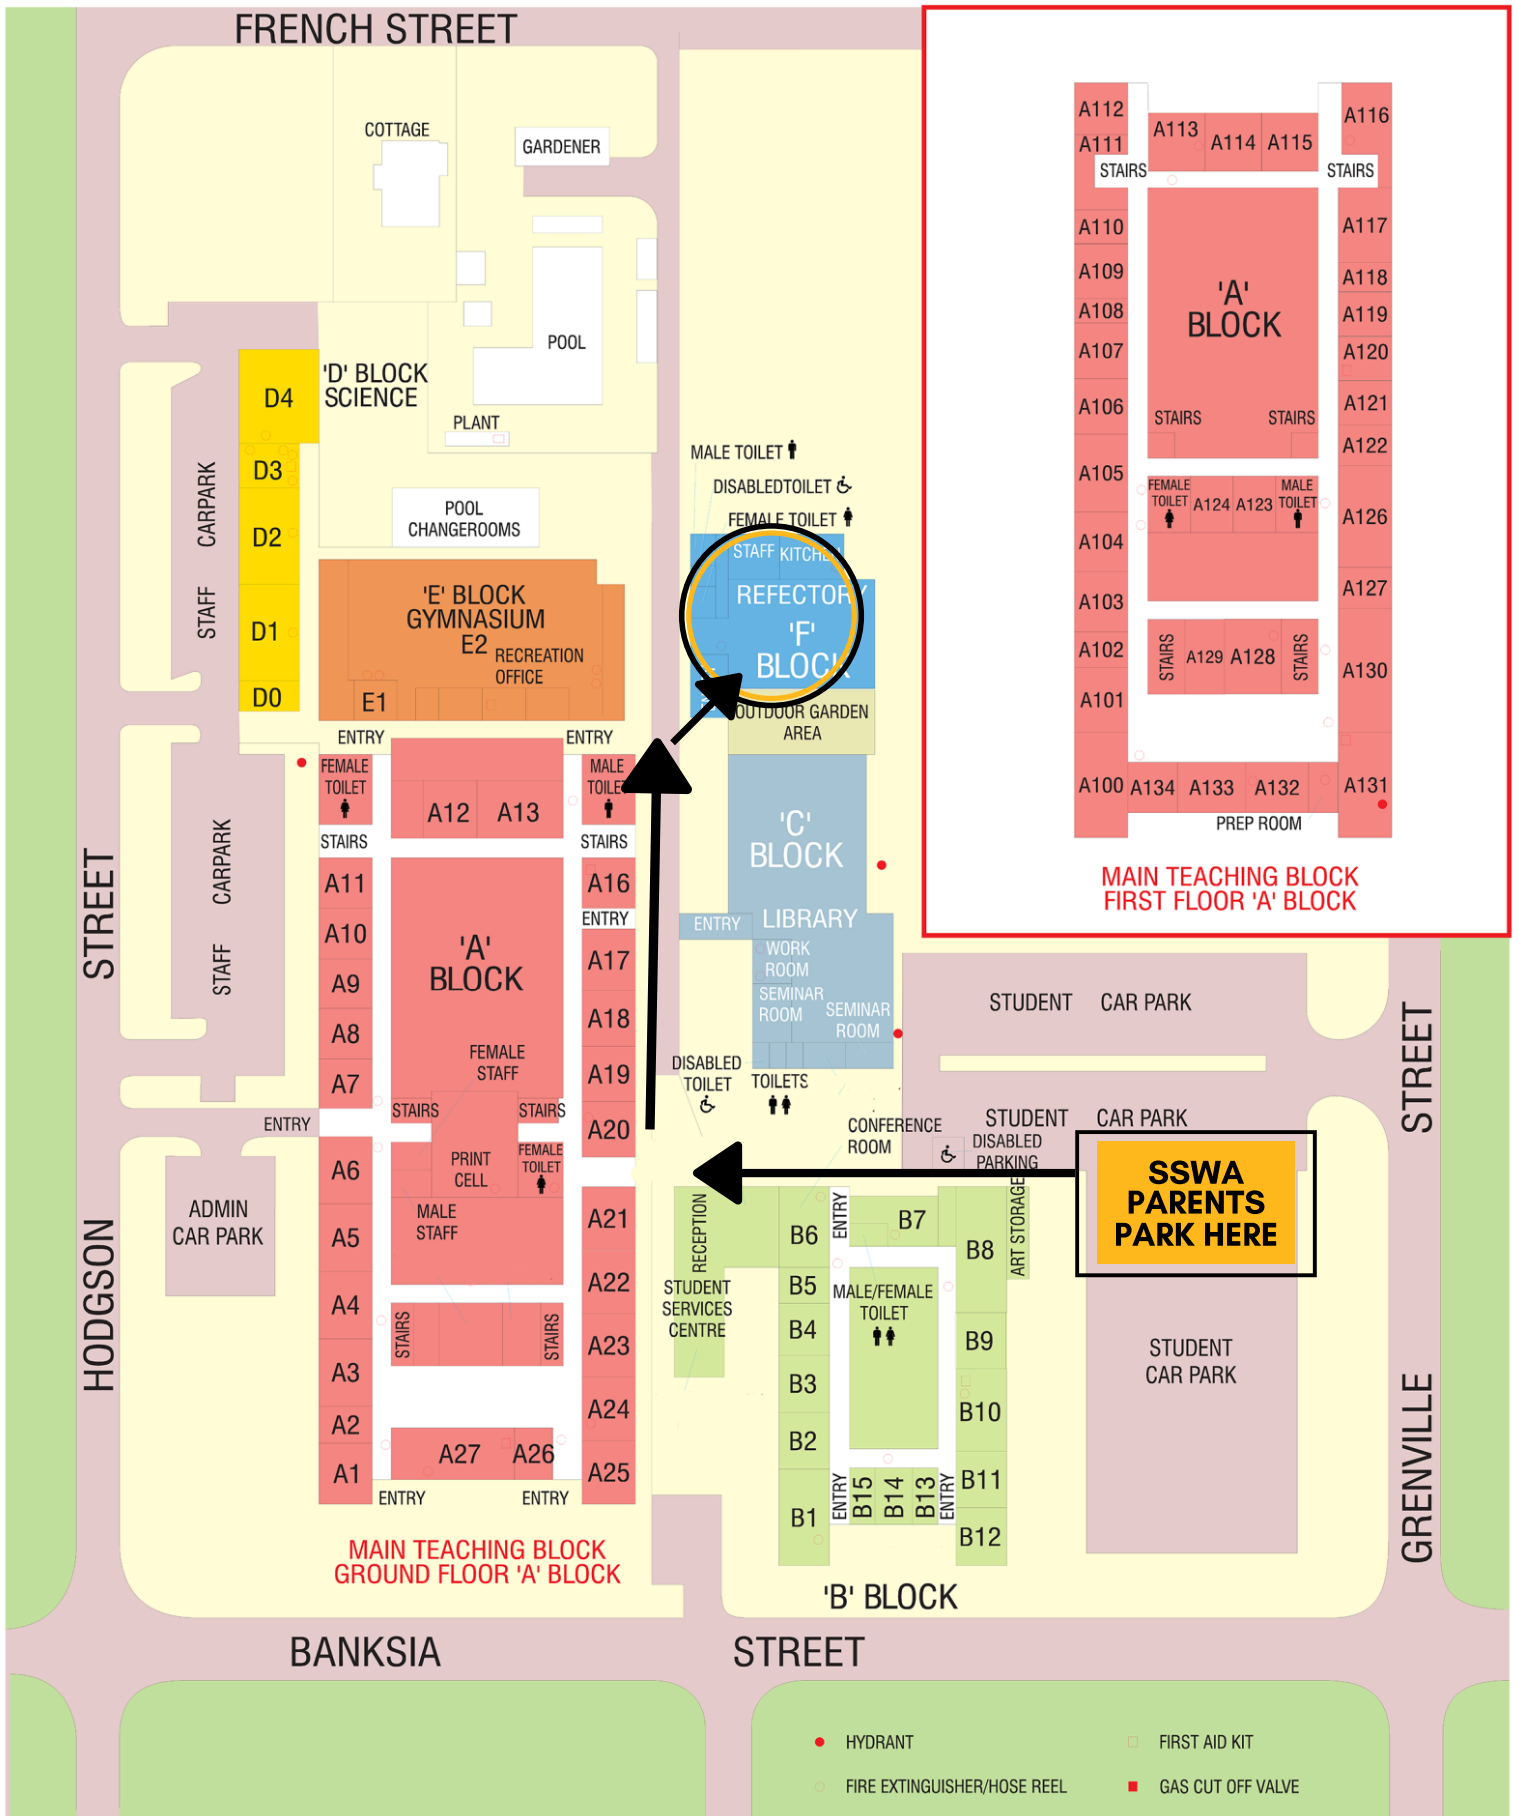 FRENCH STREET
COTTAGE
GARDENER
POOL
'D' BLOCK
SCIENCE
PLANT
D4
D3
D2
D1
D0
CARPARK
STAFF
POOL
CHANGEROOMS
MALE TOILET
DISABLEDTOILET
FEMALE TOILET
STAFF
REFECTORY
'F'
BLOCK
OUTDOOR GARDEN
AREA
'E' BLOCK
GYMNASIUM
E2
RECREATION
OFFICE
E1
ENTRY
ENTRY
FEMALE
TOILET
A12
A13
MALE
STAIRS
STAIRS
A11
A10
A9
A8
A7
'A'
BLOCK
A16
ENTRY
A17
A18
A19
A20
FEMALE
STAFF
STAIRS
STAIRS
CARPARK
STAFF
STREET
HODGSON
ENTRY
ADMIN
CAR PARK
A6
A5
A4
A3
A2
A1
PRINT
CELL
FEMALE
TOILET
MALE
STAFF
STAIRS
STAIRS
A21
A22
A23
A24
A25
A27
A26
ENTRY
ENTRY
MAIN TEACHING BLOCK
GROUND FLOOR 'A' BLOCK
'C'
BLOCK
ENTRY
LIBRARY
WORK
ROOM
SEMINAR
ROOM
SEMINAR
ROOM
DISABLED
TOILET
TOILETS
CONFERENCE
ROOM
DISABLED
PARKING
STUDENT CAR PARK
STUDENT CAR PARK
SSWA
PARENTS
PARK HERE
STUDENT
CAR PARK
RECEPTION
STUDENT
SERVICES
CENTRE
B6
B5
B4
B3
B2
B1
ENTRY
B7
B8
ART STORAGE
MALE/FEMALE
TOILET
B9
B10
B11
B12
ENTRY
B15
B14
B13
ENTRY
'B' BLOCK
STREET
GRENVILLE
BANKSIA STREET
A112
A111
STAIRS
A113
A114
A115
A116
STAIRS
A110
A109
A108
A107
A106
A105
A104
A103
A102
A101
A100
'A'
BLOCK
STAIRS
STAIRS
FEMALE
TOILET
A124
A123
MALE
TOILET
STAIRS
A129
A128
STAIRS
A117
A118
A119
A120
A121
A122
A126
A127
A130
A131
A134
A133
A132
PREP ROOM
MAIN TEACHING BLOCK
FIRST FLOOR 'A' BLOCK
HYDRANT
FIRE EXTINGUISHER/HOSE REEL
FIRST AID KIT
GAS CUT OFF VALVE